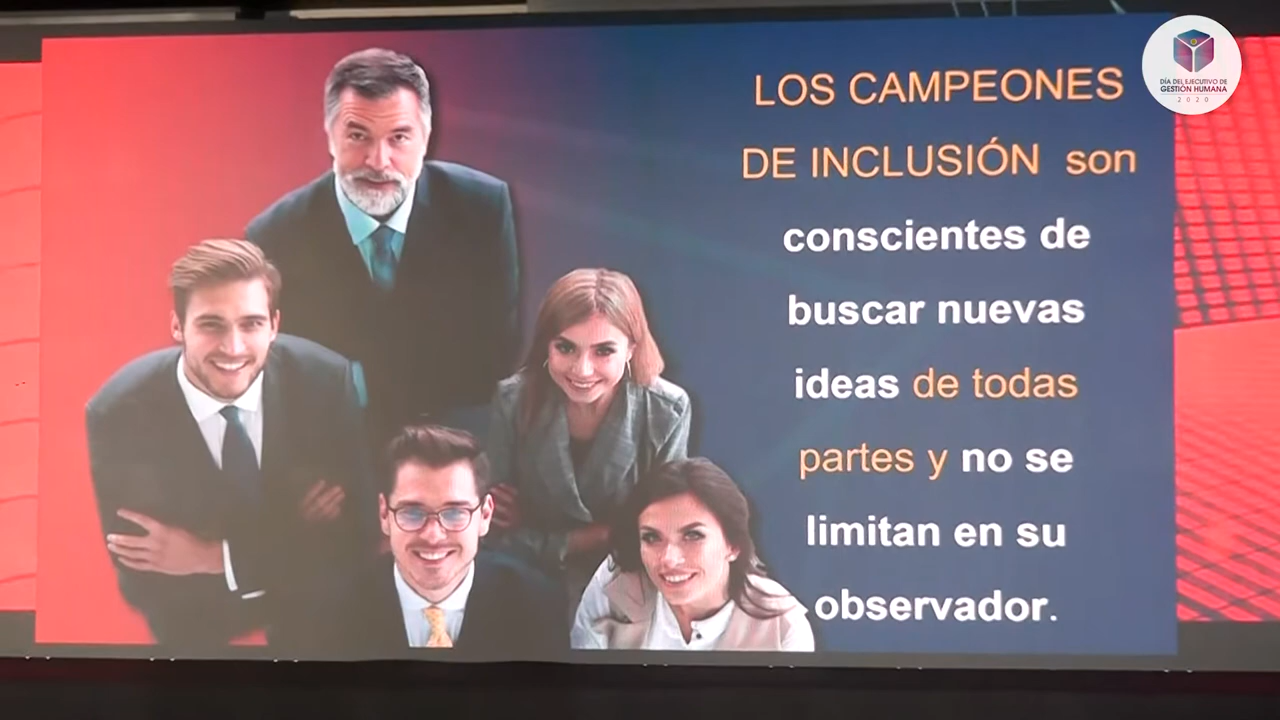 LOS CAMPEONES
DE INCLUSIÓN son
conscientes de
buscar nuevas
ideas de todas
partes y no se
limitan en su
observador.
DÍA DEL EJECUTIVO DE
GESTIÓN HUMANA
2020